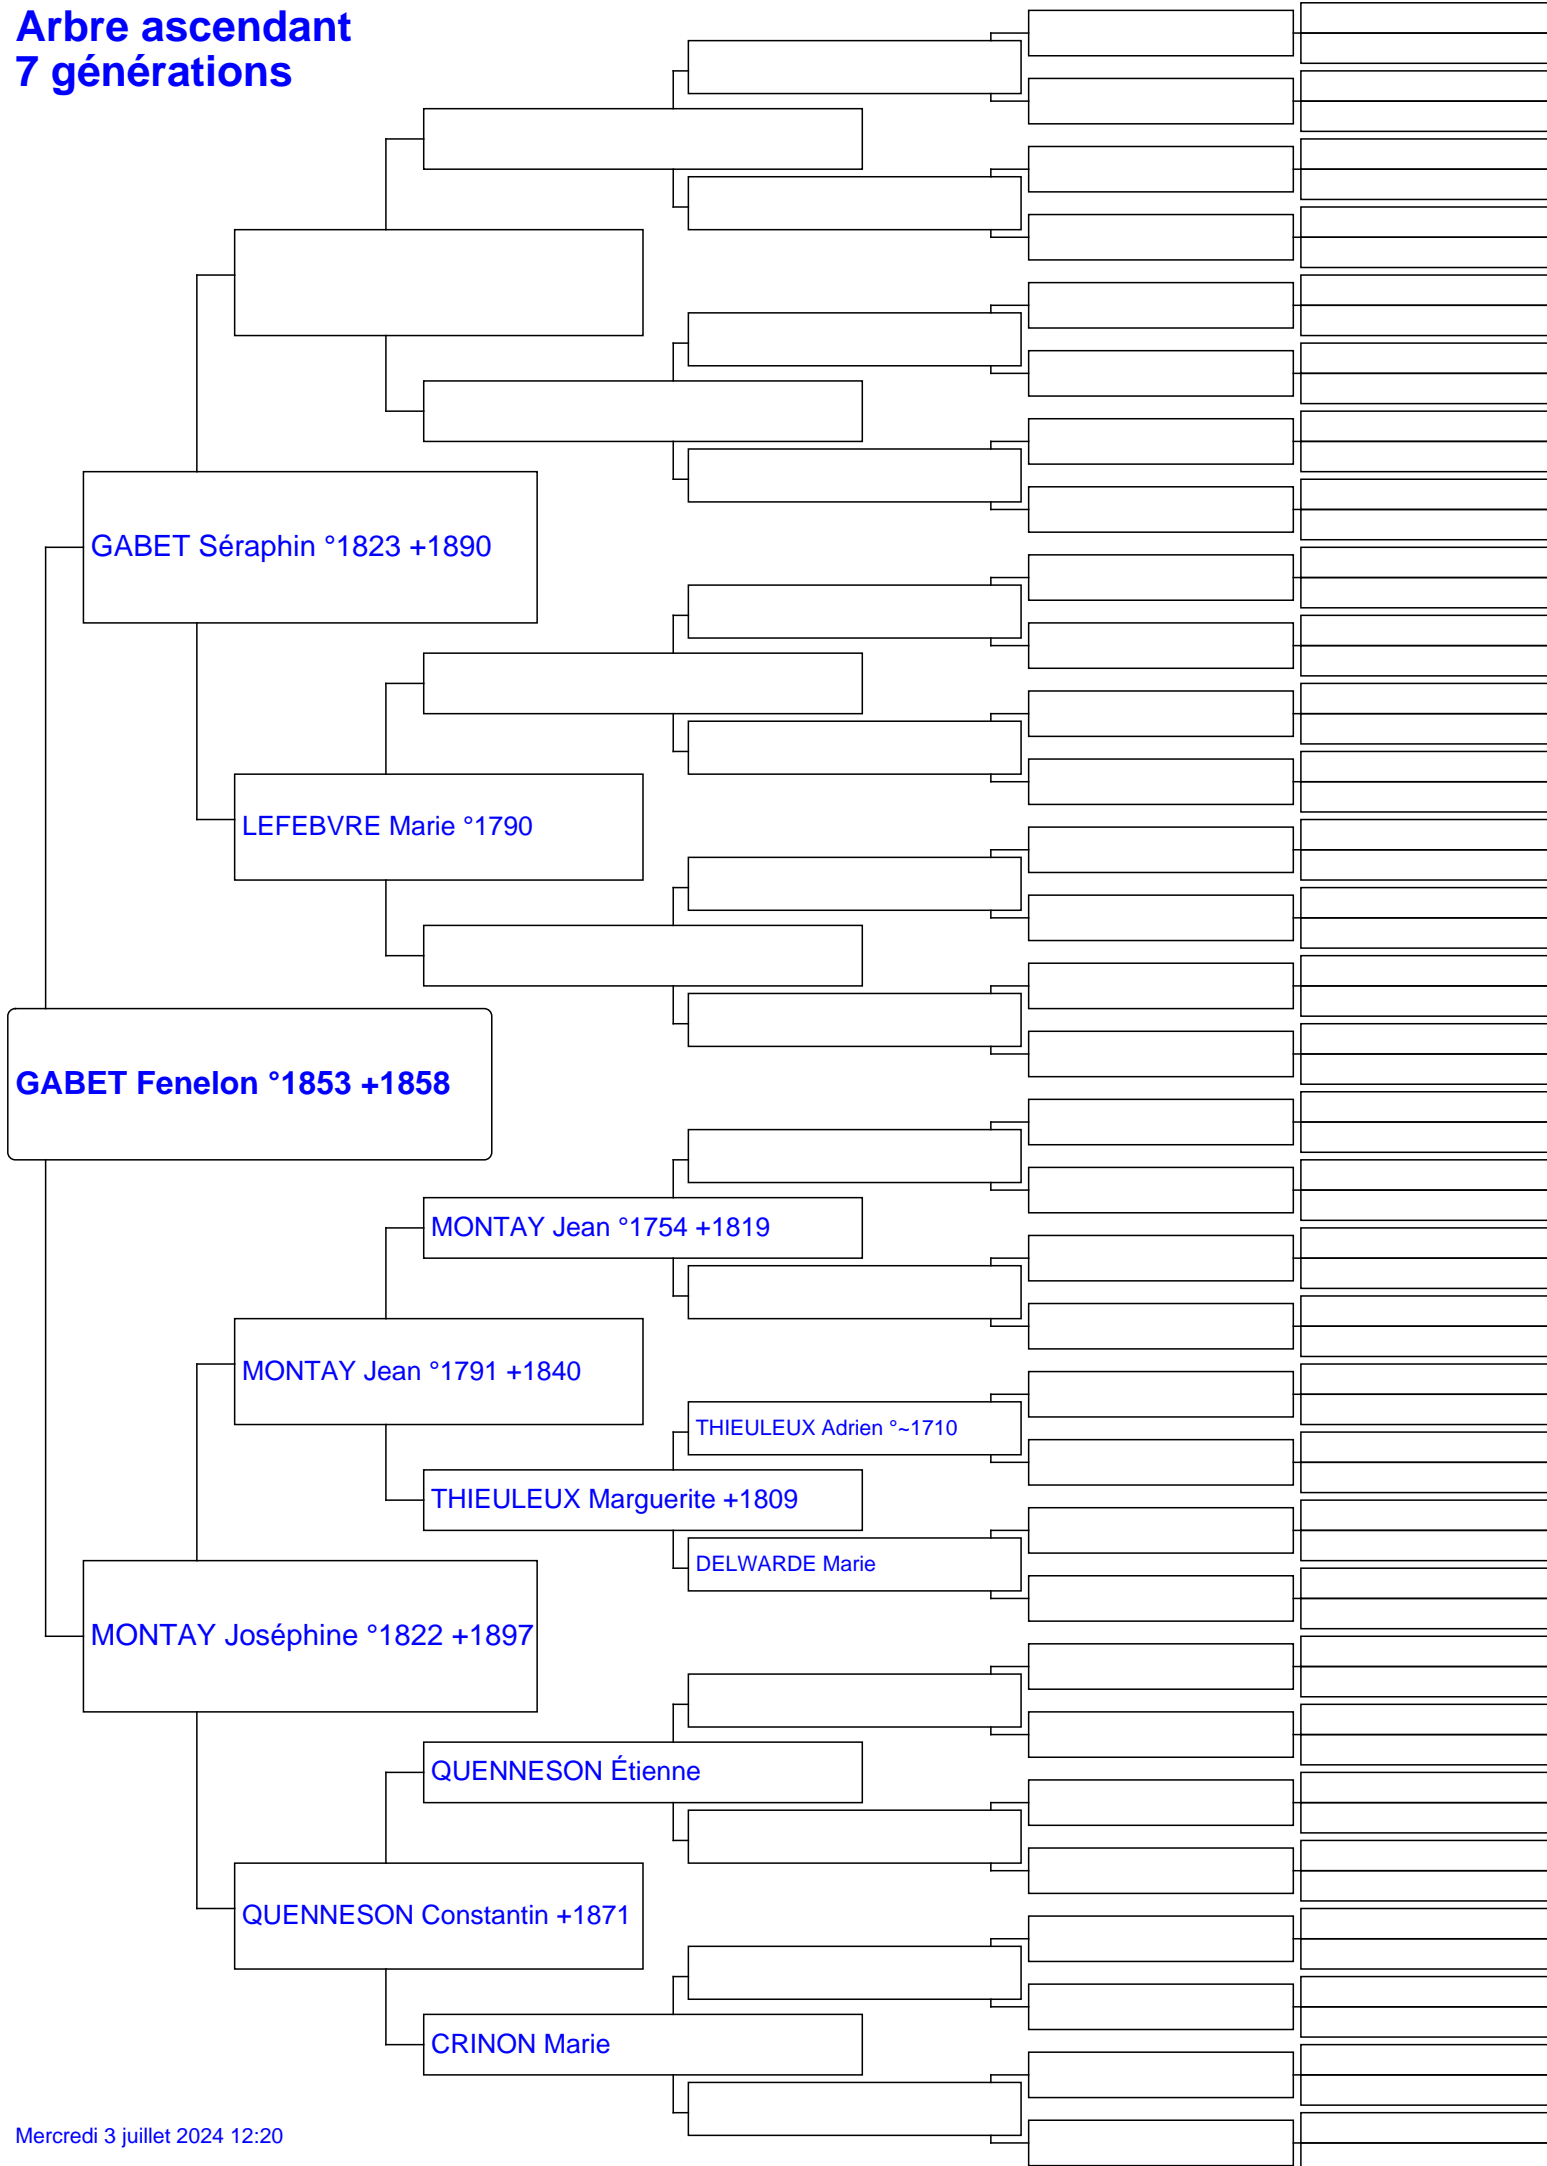 Arbre ascendant
7 générations
GABET Séraphin °1823 +1890
LEFEBVRE Marie °1790
GABET Fenelon °1853 +1858
MONTAY Jean °1754 +1819
MONTAY Jean °1791 +1840
THIEULEUX Adrien °~1710
THIEULEUX Marguerite +1809
DELWARDE Marie
MONTAY Joséphine °1822 +1897
QUENNESON Étienne
QUENNESON Constantin +1871
CRINON Marie
Mercredi 3 juillet 2024 12:20